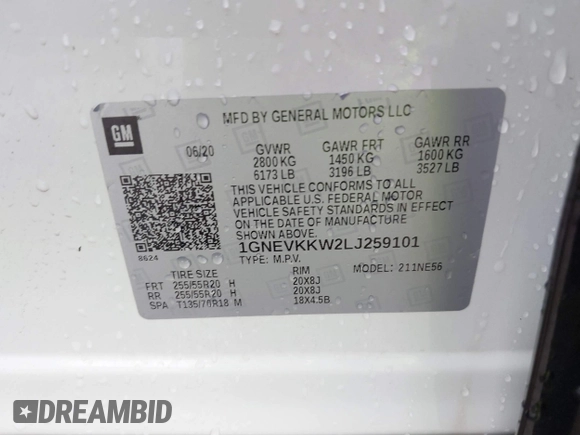 MFD BY GENERAL MOTORS LLC
GM
06/20 GVWR GAWR FRT GAWR RR
2800 KG 1450 KG 1600 KG
6173 LB 3196 LB 3527 LB
THIS VEHICLE CONFORMS TO ALL
APPLICABLE U.S. FEDERAL MOTOR
VEHICLE SAFETY STANDARDS IN EFFECT
ON THE DATE OF MANUFACTURE
SHOWN ABOVE.
1GNEVKKW2LJ259101
8624 TYPE: M.P.V. MODEL: 211NE56
TIRE SIZE RIM
FRT 255/55R20 H 20X8J
RR 255/55R20 H 20X8J
SPA T135/70R18 M 18X4.5B
DREAMBID